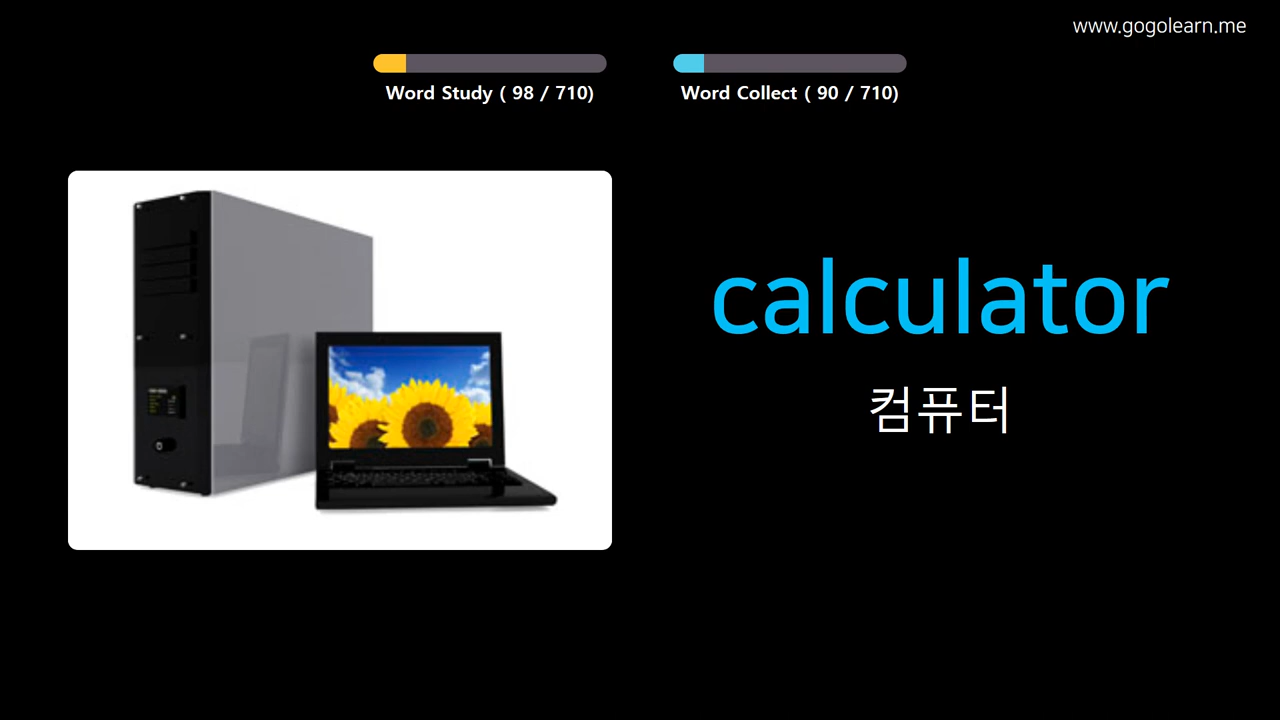 www.gogolearn.me
Word Study ( 98 / 710)
Word Collect ( 90 / 710)
calculator
컴퓨터